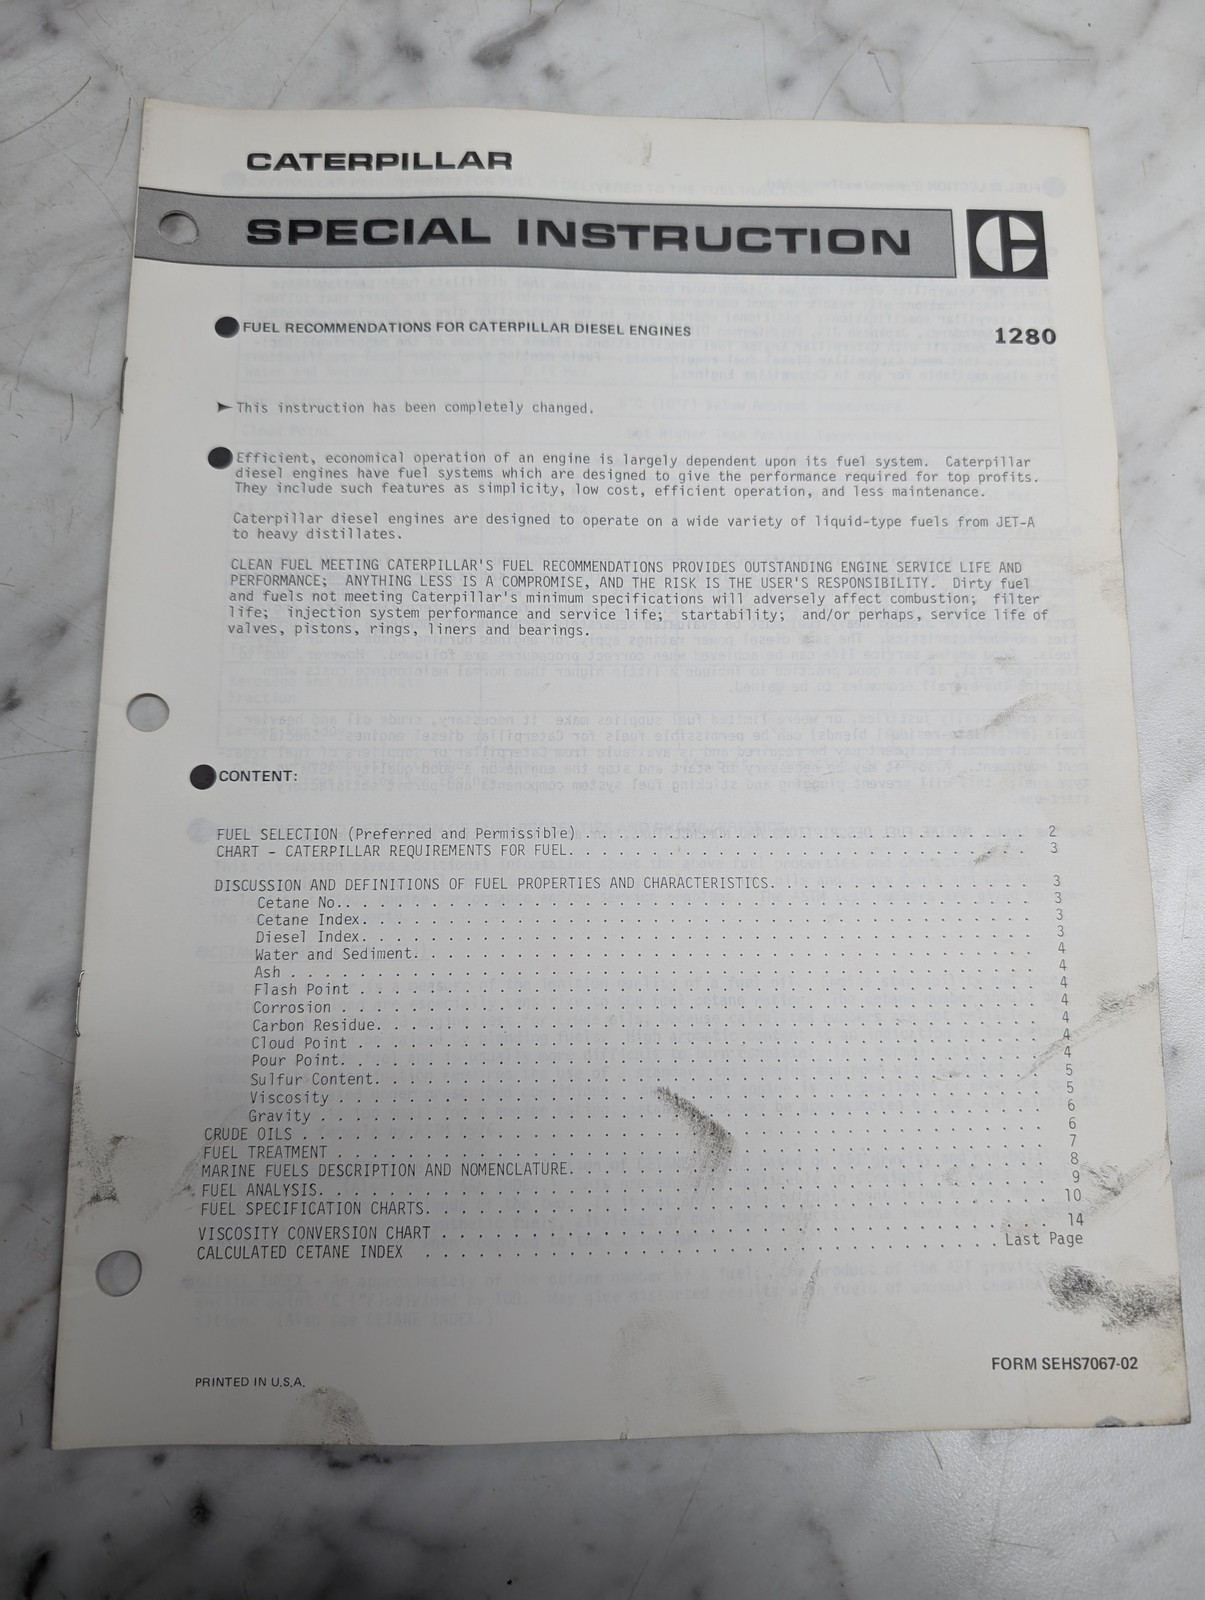 CATERPILLAR
SPECIAL INSTRUCTION
FUEL RECOMMENDATIONS FOR CATERPILLAR DIESEL ENGINES
1280
This instruction has been completely changed.
Efficient, economical operation of an engine is largely dependent upon its fuel system. Caterpillar
diesel engines have fuel systems which are designed to give the performance required for top profits.
They include such features as simplicity, low cost, efficient operation, and less maintenance.
Caterpillar diesel engines are designed to operate on a wide variety of liquid-type fuels from JET-A
to heavy distillates.
CLEAN FUEL MEETING CATERPILLAR'S FUEL RECOMMENDATIONS PROVIDES OUTSTANDING ENGINE SERVICE LIFE AND
PERFORMANCE; ANYTHING LESS IS A COMPROMISE, AND THE RISK IS THE USER'S RESPONSIBILITY. Dirty fuel
and fuels not meeting Caterpillar's minimum specifications will adversely affect combustion; filter
life; injection system performance and service life; startability; and/or perhaps, service life of
valves, pistons, rings, liners and bearings.
CONTENT:
FUEL SELECTION (Preferred and Permissible) . . . . . . . . . . . . . . . . . . . . . . . . 2
CHART - CATERPILLAR REQUIREMENTS FOR FUEL. . . . . . . . . . . . . . . . . . . . . . . . . 3
DISCUSSION AND DEFINITIONS OF FUEL PROPERTIES AND CHARACTERISTICS. . . . . . . . . . . . . 3
Cetane No.. . . . . . . . . . . . . . . . . . . . . . . . . . . . . . . . . . . . . . 3
Cetane Index. . . . . . . . . . . . . . . . . . . . . . . . . . . . . . . . . . . . . 3
Diesel Index. . . . . . . . . . . . . . . . . . . . . . . . . . . . . . . . . . . . . 3
Water and Sediment. . . . . . . . . . . . . . . . . . . . . . . . . . . . . . . . . . 4
Ash . . . . . . . . . . . . . . . . . . . . . . . . . . . . . . . . . . . . . . . . . 4
Flash Point . . . . . . . . . . . . . . . . . . . . . . . . . . . . . . . . . . . . . 4
Corrosion . . . . . . . . . . . . . . . . . . . . . . . . . . . . . . . . . . . . . . 4
Carbon Residue. . . . . . . . . . . . . . . . . . . . . . . . . . . . . . . . . . . . 4
Cloud Point . . . . . . . . . . . . . . . . . . . . . . . . . . . . . . . . . . . . . 4
Pour Point. . . . . . . . . . . . . . . . . . . . . . . . . . . . . . . . . . . . . . 4
Sulfur Content. . . . . . . . . . . . . . . . . . . . . . . . . . . . . . . . . . . . 5
Viscosity . . . . . . . . . . . . . . . . . . . . . . . . . . . . . . . . . . . . . . 5
Gravity . . . . . . . . . . . . . . . . . . . . . . . . . . . . . . . . . . . . . . . 6
CRUDE OILS . . . . . . . . . . . . . . . . . . . . . . . . . . . . . . . . . . . . . . . . 6
FUEL TREATMENT . . . . . . . . . . . . . . . . . . . . . . . . . . . . . . . . . . . . . . 7
MARINE FUELS DESCRIPTION AND NOMENCLATURE. . . . . . . . . . . . . . . . . . . . . . . . . 8
FUEL ANALYSIS. . . . . . . . . . . . . . . . . . . . . . . . . . . . . . . . . . . . . . . 9
FUEL SPECIFICATION CHARTS. . . . . . . . . . . . . . . . . . . . . . . . . . . . . . . . . 10
VISCOSITY CONVERSION CHART . . . . . . . . . . . . . . . . . . . . . . . . . . . . . . . . 14
CALCULATED CETANE INDEX . . . . . . . . . . . . . . . . . . . . . . . . . . . . . Last Page
FORM SEHS7067-02
PRINTED IN U.S.A.